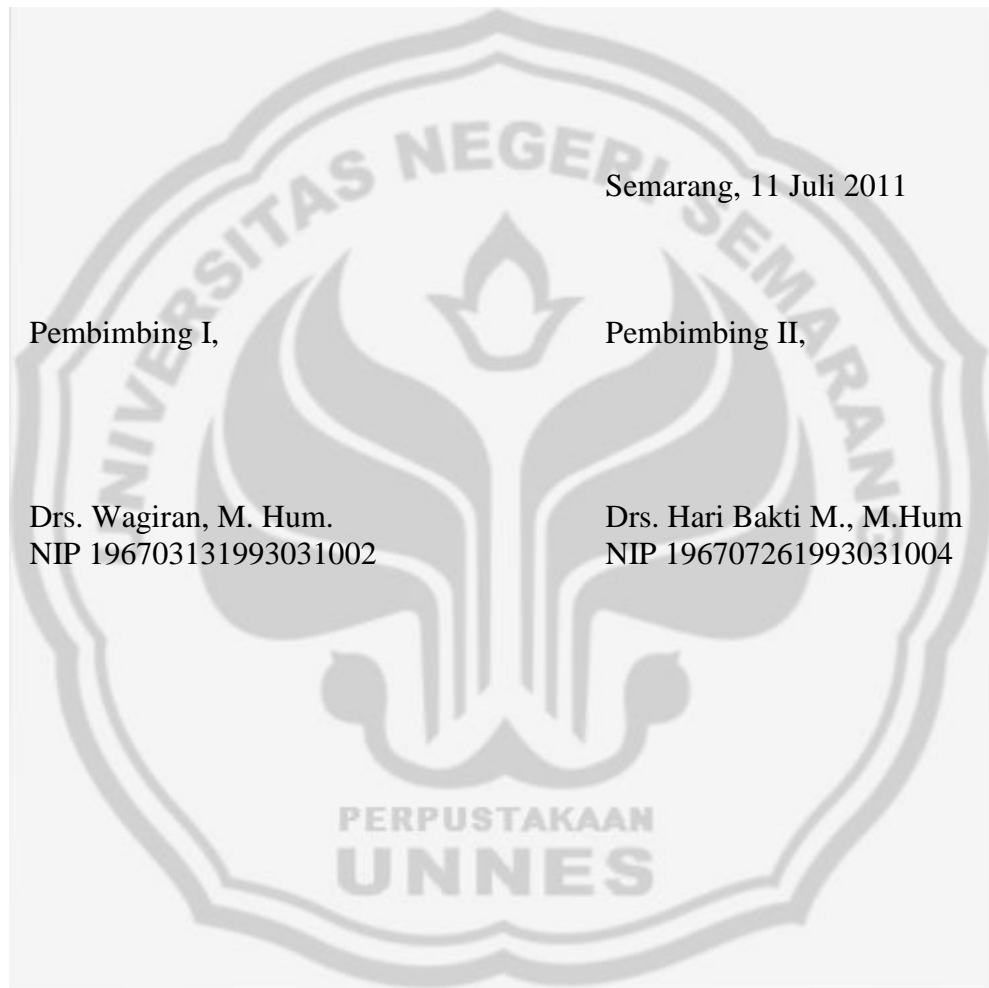 UNIVERSITAS NEGERI SEMARANG
Semarang, 11 Juli 2011
Pembimbing I,
Pembimbing II,
Drs. Wagiran, M. Hum.
NIP 196703131993031002
Drs. Hari Bakti M., M.Hum
NIP 196707261993031004
PERPUSTAKAAN
UNNES